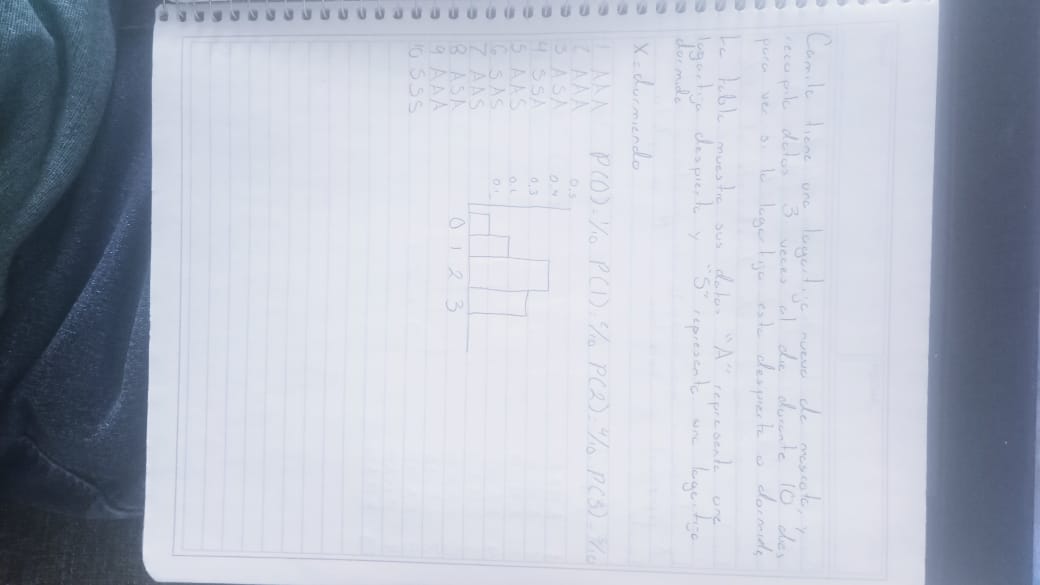 Camila tiene una lagartija nueva de mascota, y
recopila datos 3 veces al dia durante 10 dias
para ver si la lagartija esta despierta o dormida
La tabla muestra sus datos "A" representa una
lagartija despierta y "S" representa una lagartija
dormida
X = durmiendo
1 AAA P(0) = 1/10 P(1) = 2/10 P(2) = 4/10 P(3) = 3/10
2 AAA
3 ASA
4 SSA
5 AAS
6 SAS
7 AAS
8 ASA
9 AAA
10 SSS
0.5
0.4
0.3
0.2
0.1
0 1 2 3